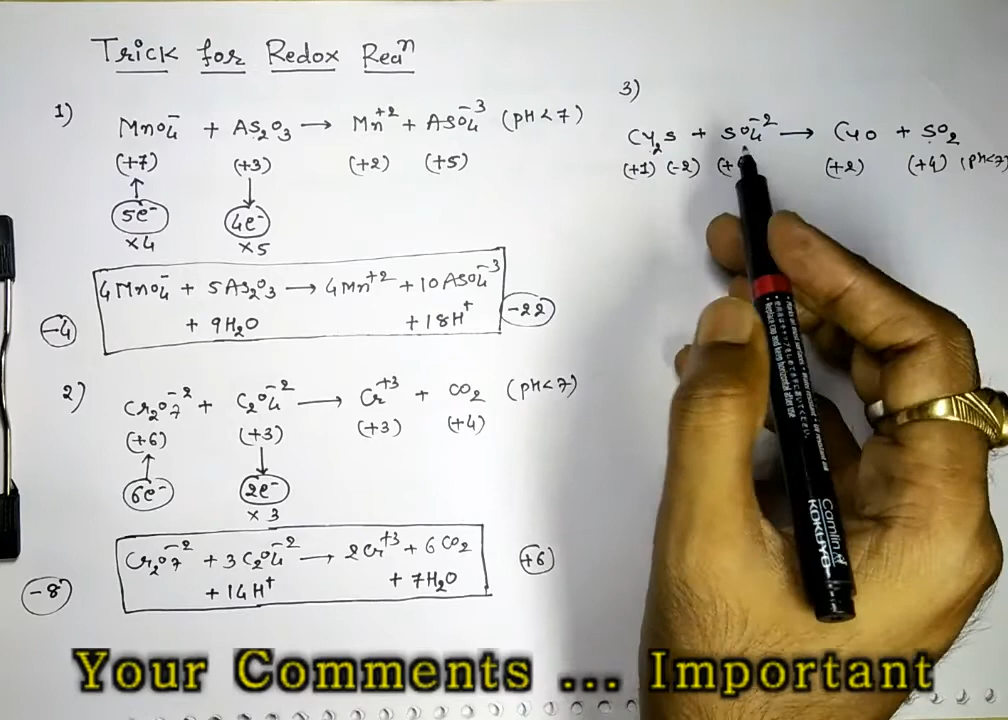 Trick for Redox Reaⁿ
1)
MnO₄⁻ + AS₂O₃ → Mn⁺² + ASO₄⁻³ (pH < 7)
(+7) (+3) (+2) (+5)
5e⁻ 4e⁻
×4 ×5
4MnO₄⁻ + 5AS₂O₃ → 4Mn⁺² + 10ASO₄⁻³
+ 9H₂O + 18H⁺
-4 -22
2)
Cr₂O₇⁻² + C₂O₄⁻² → Cr⁺³ + CO₂ (pH < 7)
(+6) (+3) (+3) (+4)
6e⁻ 2e⁻
×3
Cr₂O₇⁻² + 3C₂O₄⁻² → 2Cr⁺³ + 6CO₂
+ 14H⁺ + 7H₂O
-8 +6
3)
Cu₂S + SO₄⁻² → CuO + SO₂
(+1) (-2) (+2) (+4) (pH<7)
Camlin
KOKUYO
Your Comments ... Important